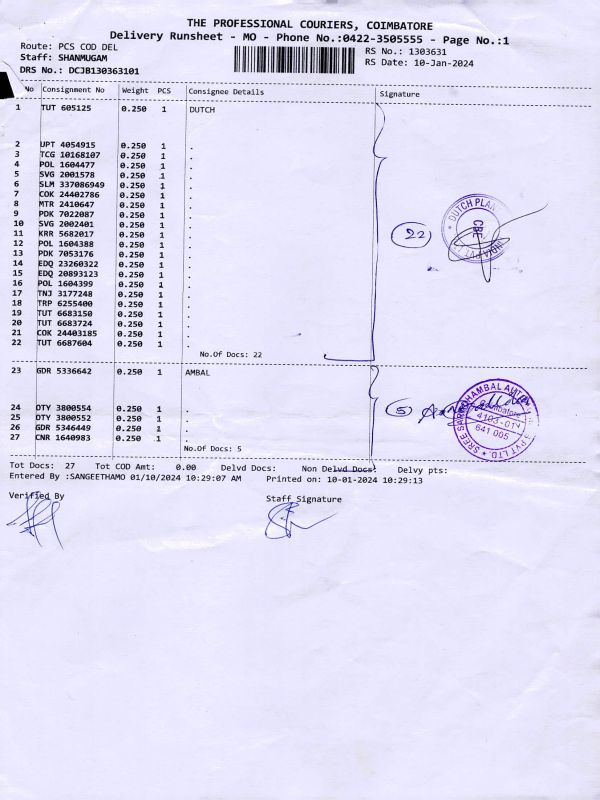 THE PROFESSIONAL COURIERS, COIMBATORE
Delivery Runsheet - MO - Phone No.:0422-3505555 - Page No.:1
Route: PCS COD DEL
RS No.: 1303631
Staff: SHANMUGAM
RS Date: 10-Jan-2024
DRS No.: DCJB130363101
No Consignment No Weight PCS Consignee Details Signature
1 TUT 605125 0.250 1 DUTCH
2 UPT 4054915 0.250 1 .
3 TCG 10168107 0.250 1 .
4 POL 1604477 0.250 1 .
5 SVG 2001578 0.250 1 .
6 SLM 337086949 0.250 1 .
7 COK 24402786 0.250 1 .
8 MTR 2410647 0.250 1 .
9 PDK 7022087 0.250 1 .
10 SVG 2002401 0.250 1 .
11 KRR 5682017 0.250 1 .
12 POL 1604388 0.250 1 .
13 PDK 7053176 0.250 1 .
14 EDQ 23260322 0.250 1 .
15 EDQ 20893123 0.250 1 .
16 POL 1604399 0.250 1 .
17 TNJ 3177248 0.250 1 .
18 TRP 6255400 0.250 1 .
19 TUT 6683150 0.250 1 .
20 TUT 6683724 0.250 1 .
21 COK 24403185 0.250 1 .
22 TUT 6687604 0.250 1 .
22
DUTCH PLAN
CBE
INDIA PVT
No.Of Docs: 22
23 GDR 5336642 0.250 1 AMBAL
24 DTY 3800554 0.250 1 .
25 DTY 3800552 0.250 1 .
26 GDR 5346449 0.250 1 .
27 CNR 1640983 0.250 1 .
5
Coimbatore
641 005
PVT LTD.
No.Of Docs: 5
Tot Docs: 27 Tot COD Amt: 0.00 Delvd Docs: Non Delvd Docs: Delvy pts:
Entered By :SANGEETHAMO 01/10/2024 10:29:07 AM Printed on: 10-01-2024 10:29:13
Verified By Staff Signature